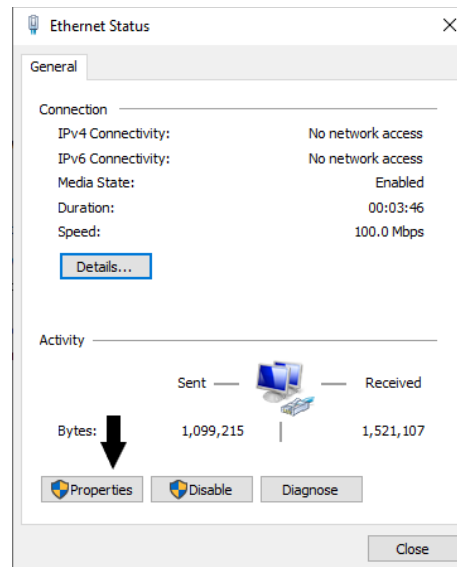 Ethernet Status
General
Connection
IPv4 Connectivity: No network access
IPv6 Connectivity: No network access
Media State: Enabled
Duration: 00:03:46
Speed: 100.0 Mbps
Details...
Activity
Sent Received
Bytes: 1,099,215 1,521,107
Properties Disable Diagnose
Close